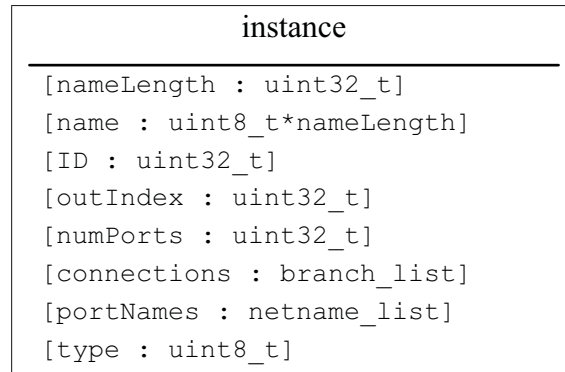 instance
[nameLength : uint32_t]
[name : uint8_t*nameLength]
[ID : uint32_t]
[outIndex : uint32_t]
[numPorts : uint32_t]
[connections : branch_list]
[portNames : netname_list]
[type : uint8_t]